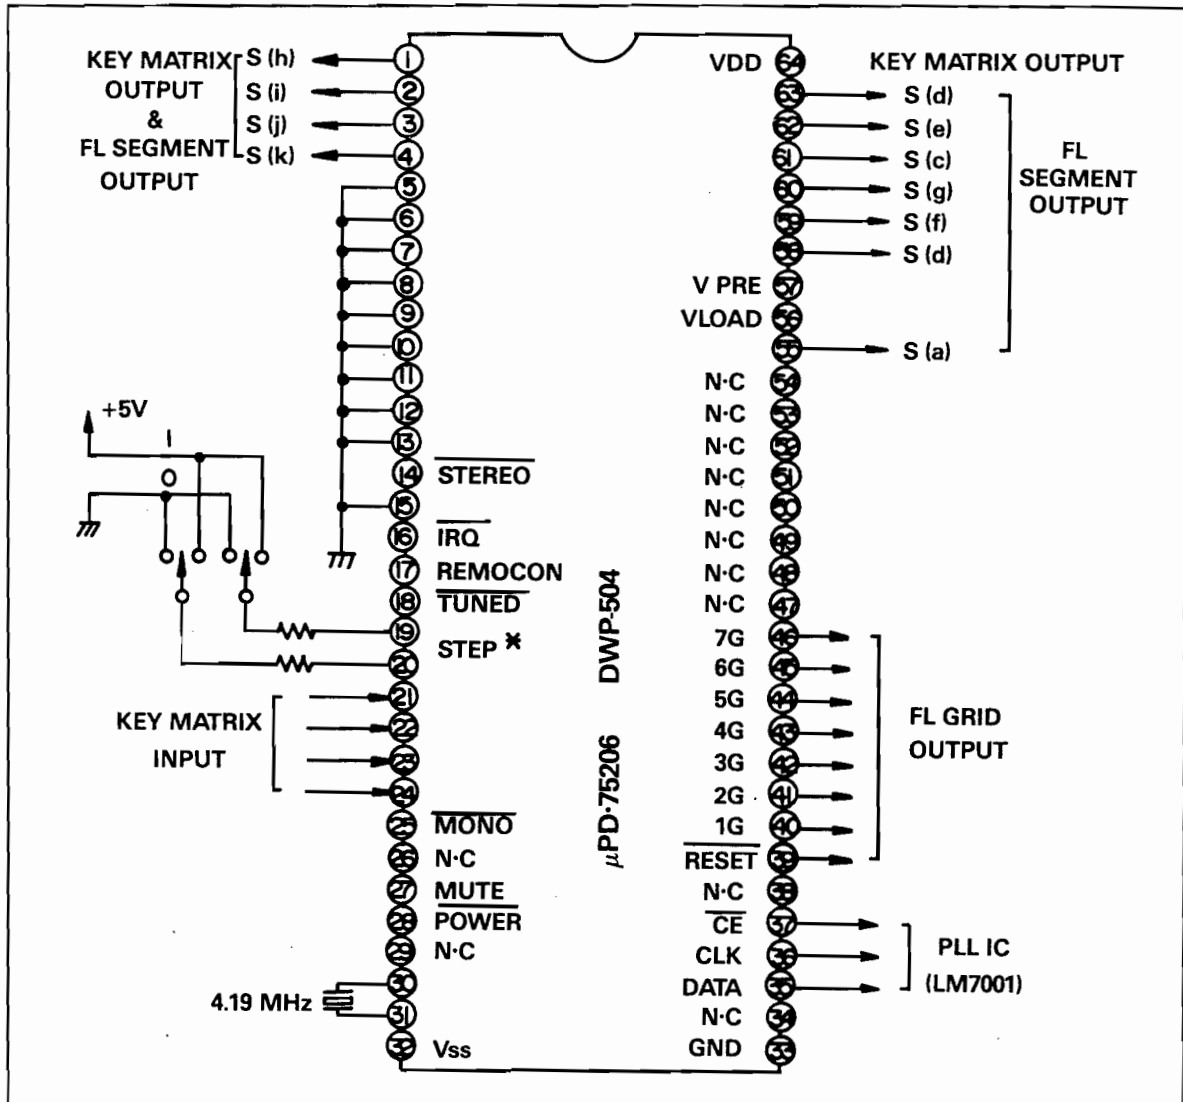 KEY MATRIX
OUTPUT
&
FL SEGMENT
OUTPUT
S (h)
S (i)
S (j)
S (k)
1
2
3
4
5
6
7
8
9
10
11
12
13
14 STEREO
15
16 IRQ
17 REMOCON
18 TUNED
19
STEP *
20
21
22
23
24
25 MONO
26 N·C
27 MUTE
28 POWER
29 N·C
30
31
32 Vss
+5V
1
0
KEY MATRIX
INPUT
4.19 MHz
µPD·75206 DWP-504
VDD 64
63 S (d)
62 S (e)
61 S (c)
60 S (g)
59 S (f)
58 S (d)
V PRE 57
VLOAD 56
55 S (a)
N·C 54
N·C 53
N·C 52
N·C 51
N·C 50
N·C 49
N·C 48
N·C 47
7G 46
6G 45
5G 44
4G 43
3G 42
2G 41
1G 40
RESET 39
N·C 38
CE 37
CLK 36
DATA 35
N·C 34
GND 33
KEY MATRIX OUTPUT
FL
SEGMENT
OUTPUT
FL GRID
OUTPUT
PLL IC
(LM7001)